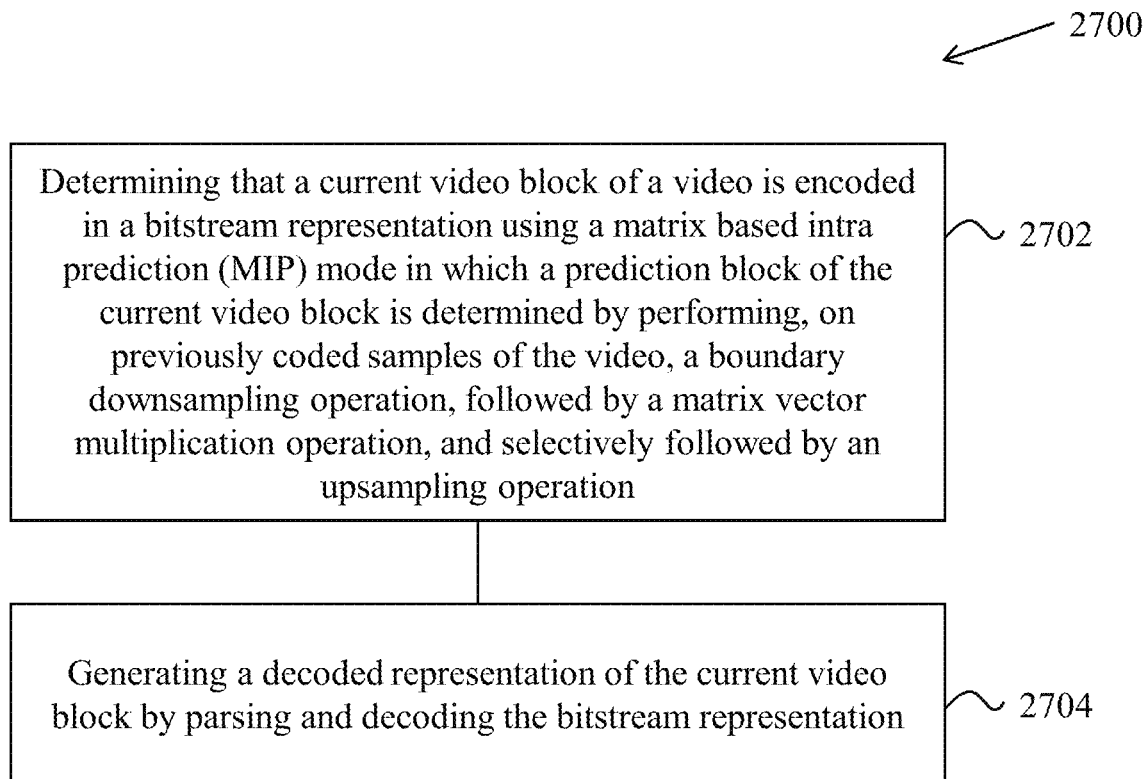 2700
Determining that a current video block of a video is encoded
in a bitstream representation using a matrix based intra
prediction (MIP) mode in which a prediction block of the
current video block is determined by performing, on
previously coded samples of the video, a boundary
downsampling operation, followed by a matrix vector
multiplication operation, and selectively followed by an
upsampling operation
2702
Generating a decoded representation of the current video
block by parsing and decoding the bitstream representation
2704